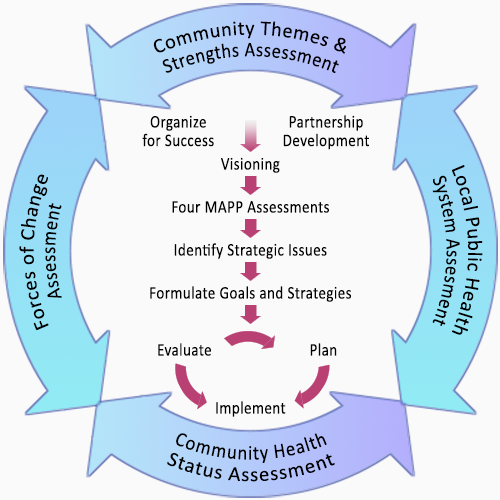 Community Themes &
Strengths Assessment
Organize
for Success
Partnership
Development
Visioning
Four MAPP Assessments
Identify Strategic Issues
Formulate Goals and Strategies
Evaluate
Plan
Implement
Forces of Change
Assessment
Local Public Health
System Assesment
Community Health
Status Assessment